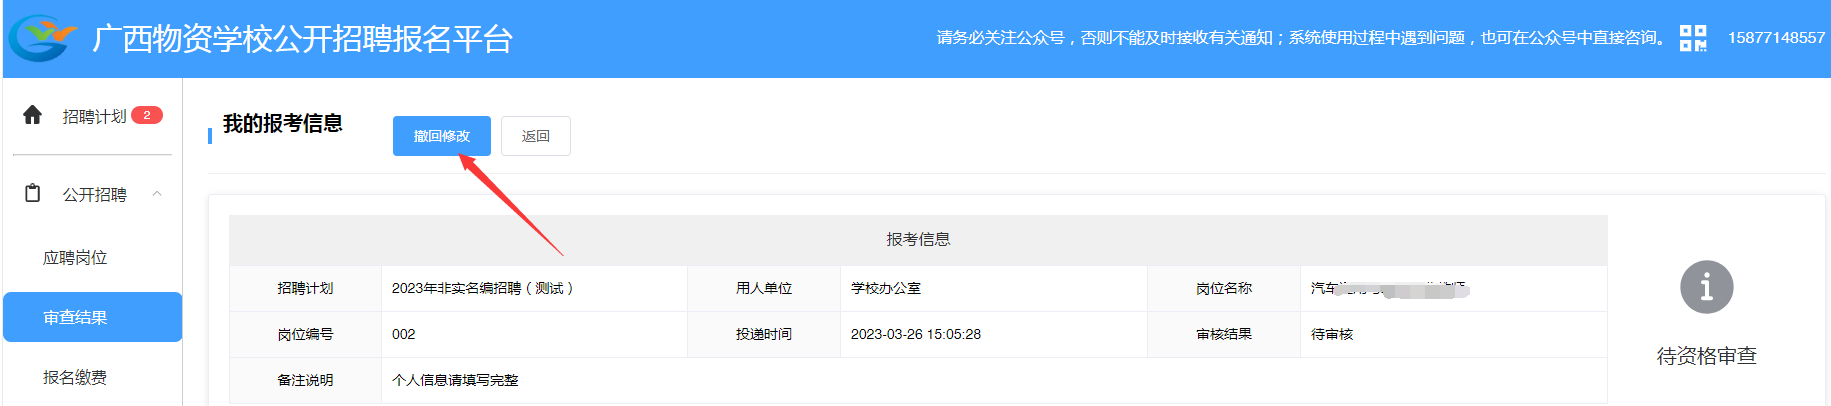 广西物资学校公开招聘报名平台
请务必关注公众号，否则不能及时接收有关通知；系统使用过程中遇到问题，也可在公众号中直接咨询。 15877148557
招聘计划 2
我的报考信息
撤回修改 返回
公开招聘
应聘岗位
审查结果
报名缴费
报考信息
招聘计划 2023年非实名编招聘（测试） 用人单位 学校办公室 岗位名称 汽车
岗位编号 002 投递时间 2023-03-26 15:05:28 审核结果 待审核
备注说明 个人信息请填写完整
待资格审查